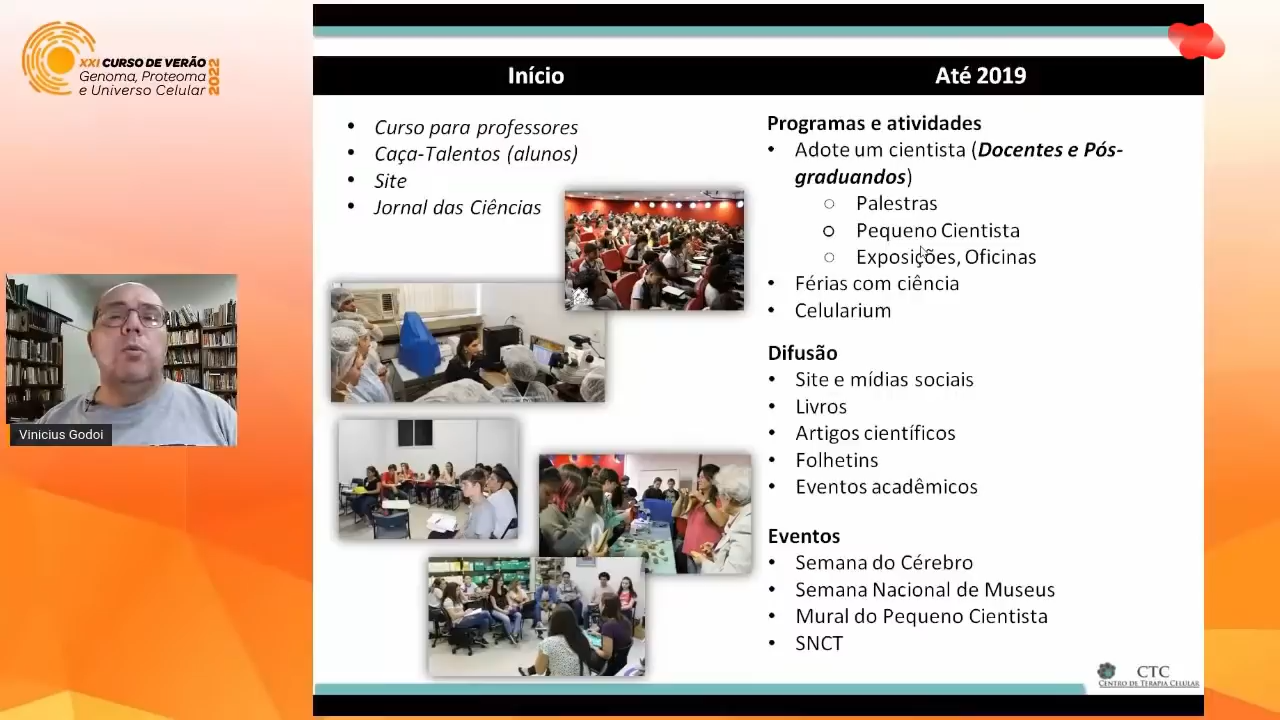 XXI CURSO DE VERÃO
Genoma, Proteoma
e Universo Celular
2022
Vinicius Godoi
Início
• Curso para professores
• Caça-Talentos (alunos)
• Site
• Jornal das Ciências
Até 2019
Programas e atividades
• Adote um cientista (Docentes e Pós-
graduandos)
○ Palestras
○ Pequeno Cientista
○ Exposições, Oficinas
• Férias com ciência
• Celularium
Difusão
• Site e mídias sociais
• Livros
• Artigos científicos
• Folhetins
• Eventos acadêmicos
Eventos
• Semana do Cérebro
• Semana Nacional de Museus
• Mural do Pequeno Cientista
• SNCT
CTC
CENTRO DE TERAPIA CELULAR